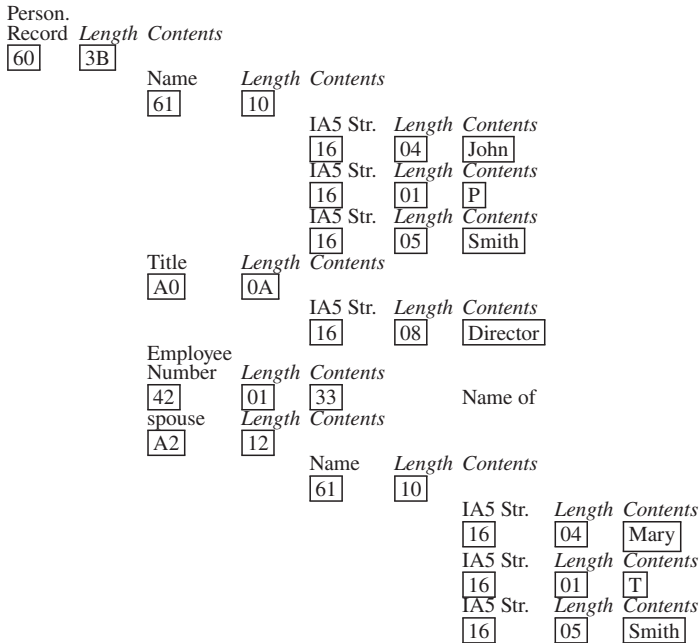 Person.
Record Length Contents
60 3B
Name Length Contents
61 10
IA5 Str. Length Contents
16 04 John
IA5 Str. Length Contents
16 01 P
IA5 Str. Length Contents
16 05 Smith
Title Length Contents
A0 0A
IA5 Str. Length Contents
16 08 Director
Employee
Number Length Contents
42 01 33 Name of
spouse Length Contents
A2 12
Name Length Contents
61 10
IA5 Str. Length Contents
16 04 Mary
IA5 Str. Length Contents
16 01 T
IA5 Str. Length Contents
16 05 Smith